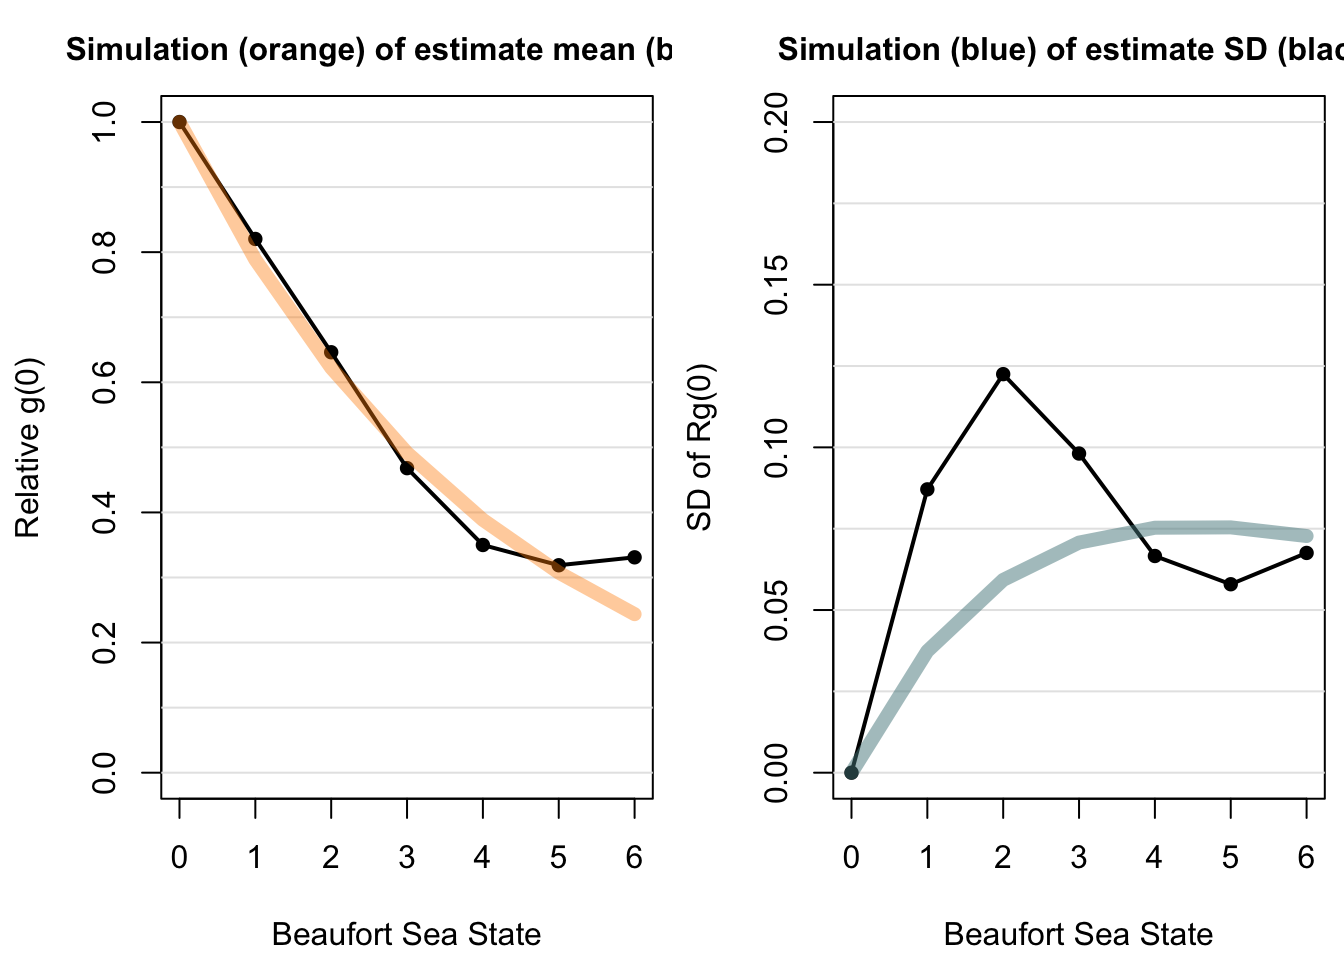 Simulation (orange) of estimate mean (b
Relative g(0)
1.0
0.8
0.6
0.4
0.2
0.0
0 1 2 3 4 5 6
Beaufort Sea State
Simulation (blue) of estimate SD (blac
SD of Rg(0)
0.20
0.15
0.10
0.05
0.00
0 1 2 3 4 5 6
Beaufort Sea State